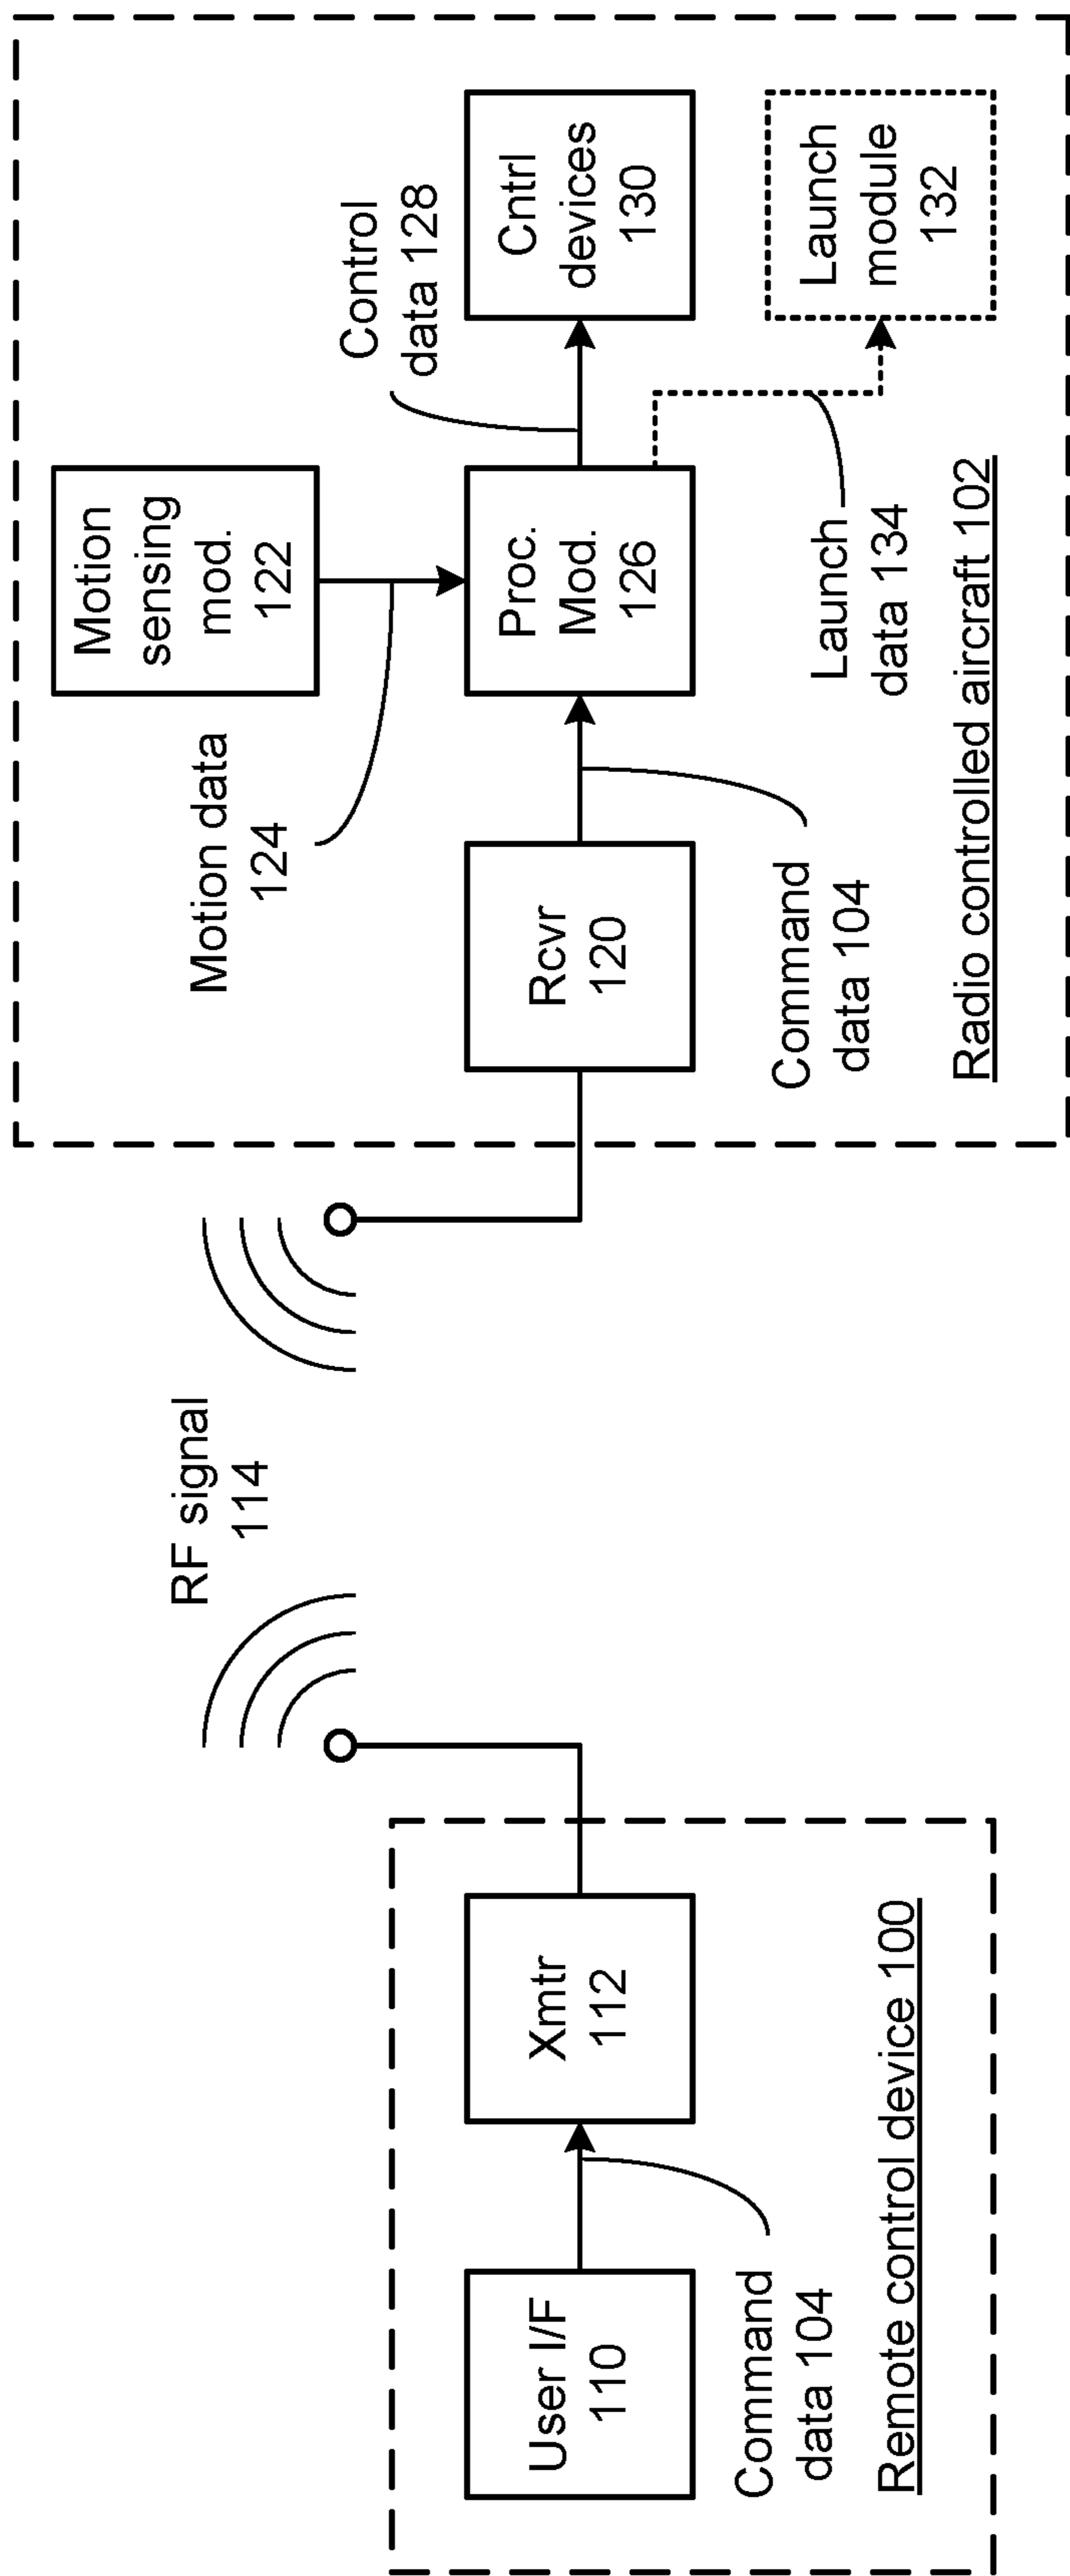 User I/F
110
Command
data 104
Xmtr
112
Remote control device 100
RF signal
114
Rcvr
120
Command
data 104
Motion data
124
Motion
sensing
mod.
122
Proc.
Mod.
126
Control
data 128
Cntrl
devices
130
Launch
data 134
Launch
module
132
Radio controlled aircraft 102